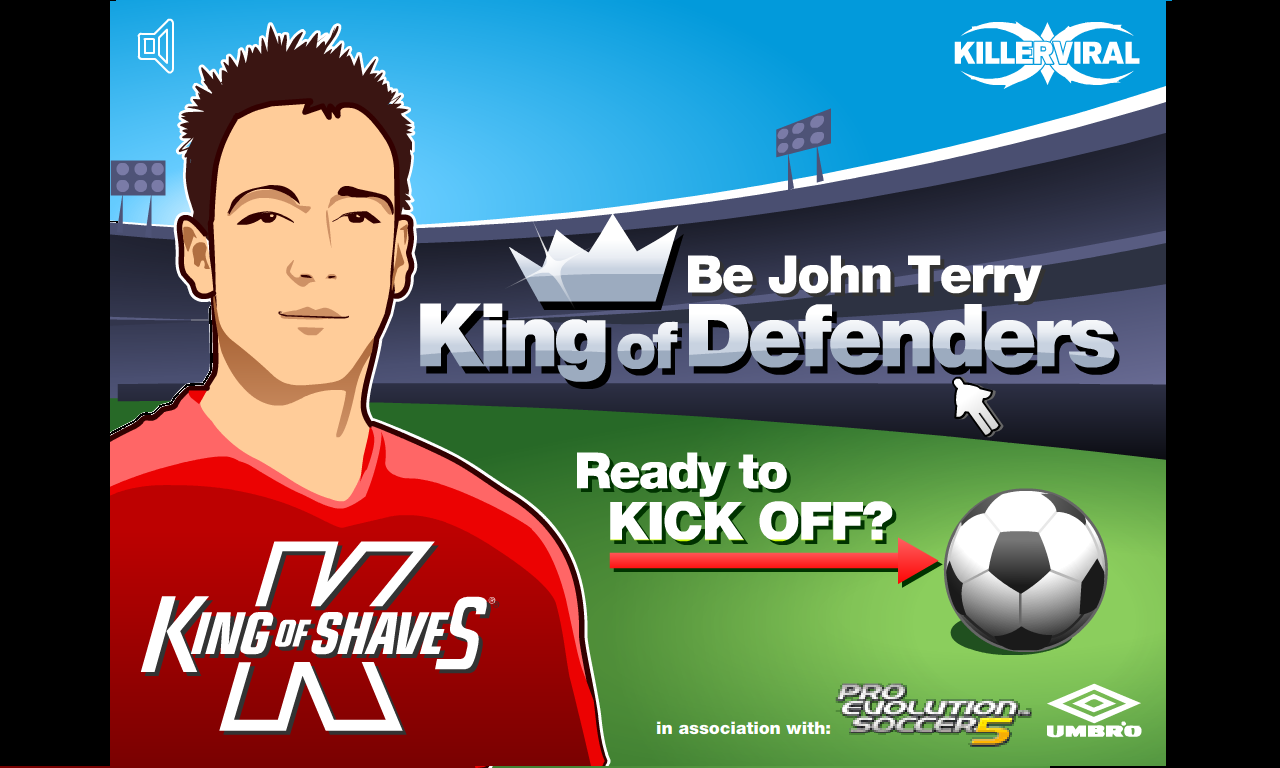 KILLERVIRAL
Be John Terry
King of Defenders
Ready to
KICK OFF?
K
KING OF SHAVES®
in association with:
PRO
EVOLUTION
SOCCER 5
UMBRO